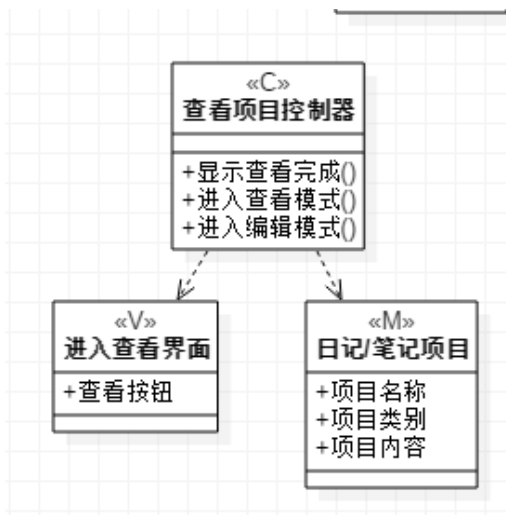 «C»
查看项目控制器
+显示查看完成()
+进入查看模式()
+进入编辑模式()
«V»
进入查看界面
+查看按钮
«M»
日记/笔记项目
+项目名称
+项目类别
+项目内容